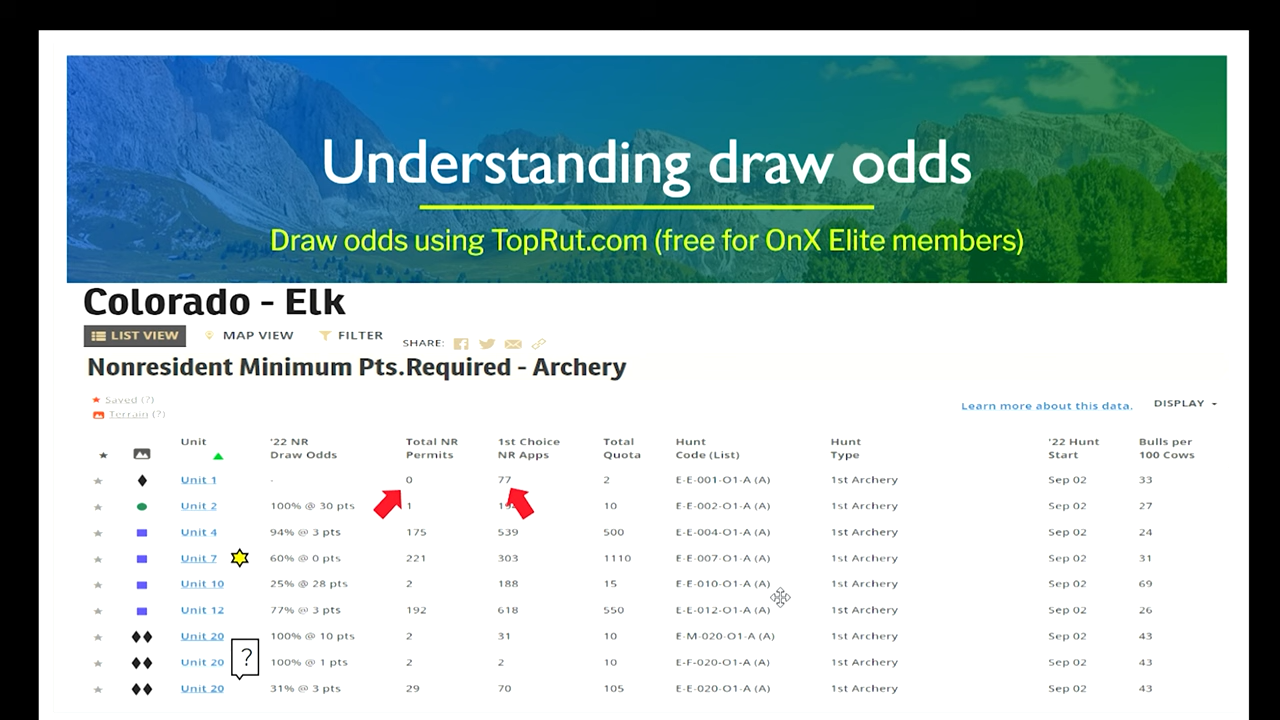 Understanding draw odds
Draw odds using TopRut.com (free for OnX Elite members)
Colorado - Elk
LIST VIEW MAP VIEW FILTER SHARE:
Nonresident Minimum Pts.Required - Archery
Saved (?)
Terrain (?)
Learn more about this data. DISPLAY
Unit '22 NR Total NR 1st Choice Total Hunt Hunt '22 Hunt Bulls per
Draw Odds Permits NR Apps Quota Code (List) Type Start 100 Cows
Unit 1 - 0 77 2 E-E-001-O1-A (A) 1st Archery Sep 02 33
Unit 2 100% @ 30 pts 1 10 E-E-002-O1-A (A) 1st Archery Sep 02 27
Unit 4 94% @ 3 pts 175 539 500 E-E-004-O1-A (A) 1st Archery Sep 02 24
Unit 7 60% @ 0 pts 221 303 1110 E-E-007-O1-A (A) 1st Archery Sep 02 31
Unit 10 25% @ 28 pts 2 188 15 E-E-010-O1-A (A) 1st Archery Sep 02 69
Unit 12 77% @ 3 pts 192 618 550 E-E-012-O1-A (A) 1st Archery Sep 02 26
Unit 20 100% @ 10 pts 2 31 10 E-M-020-O1-A (A) 1st Archery Sep 02 43
?
Unit 20 100% @ 1 pts 2 2 10 E-F-020-O1-A (A) 1st Archery Sep 02 43
Unit 20 31% @ 3 pts 29 70 105 E-E-020-O1-A (A) 1st Archery Sep 02 43